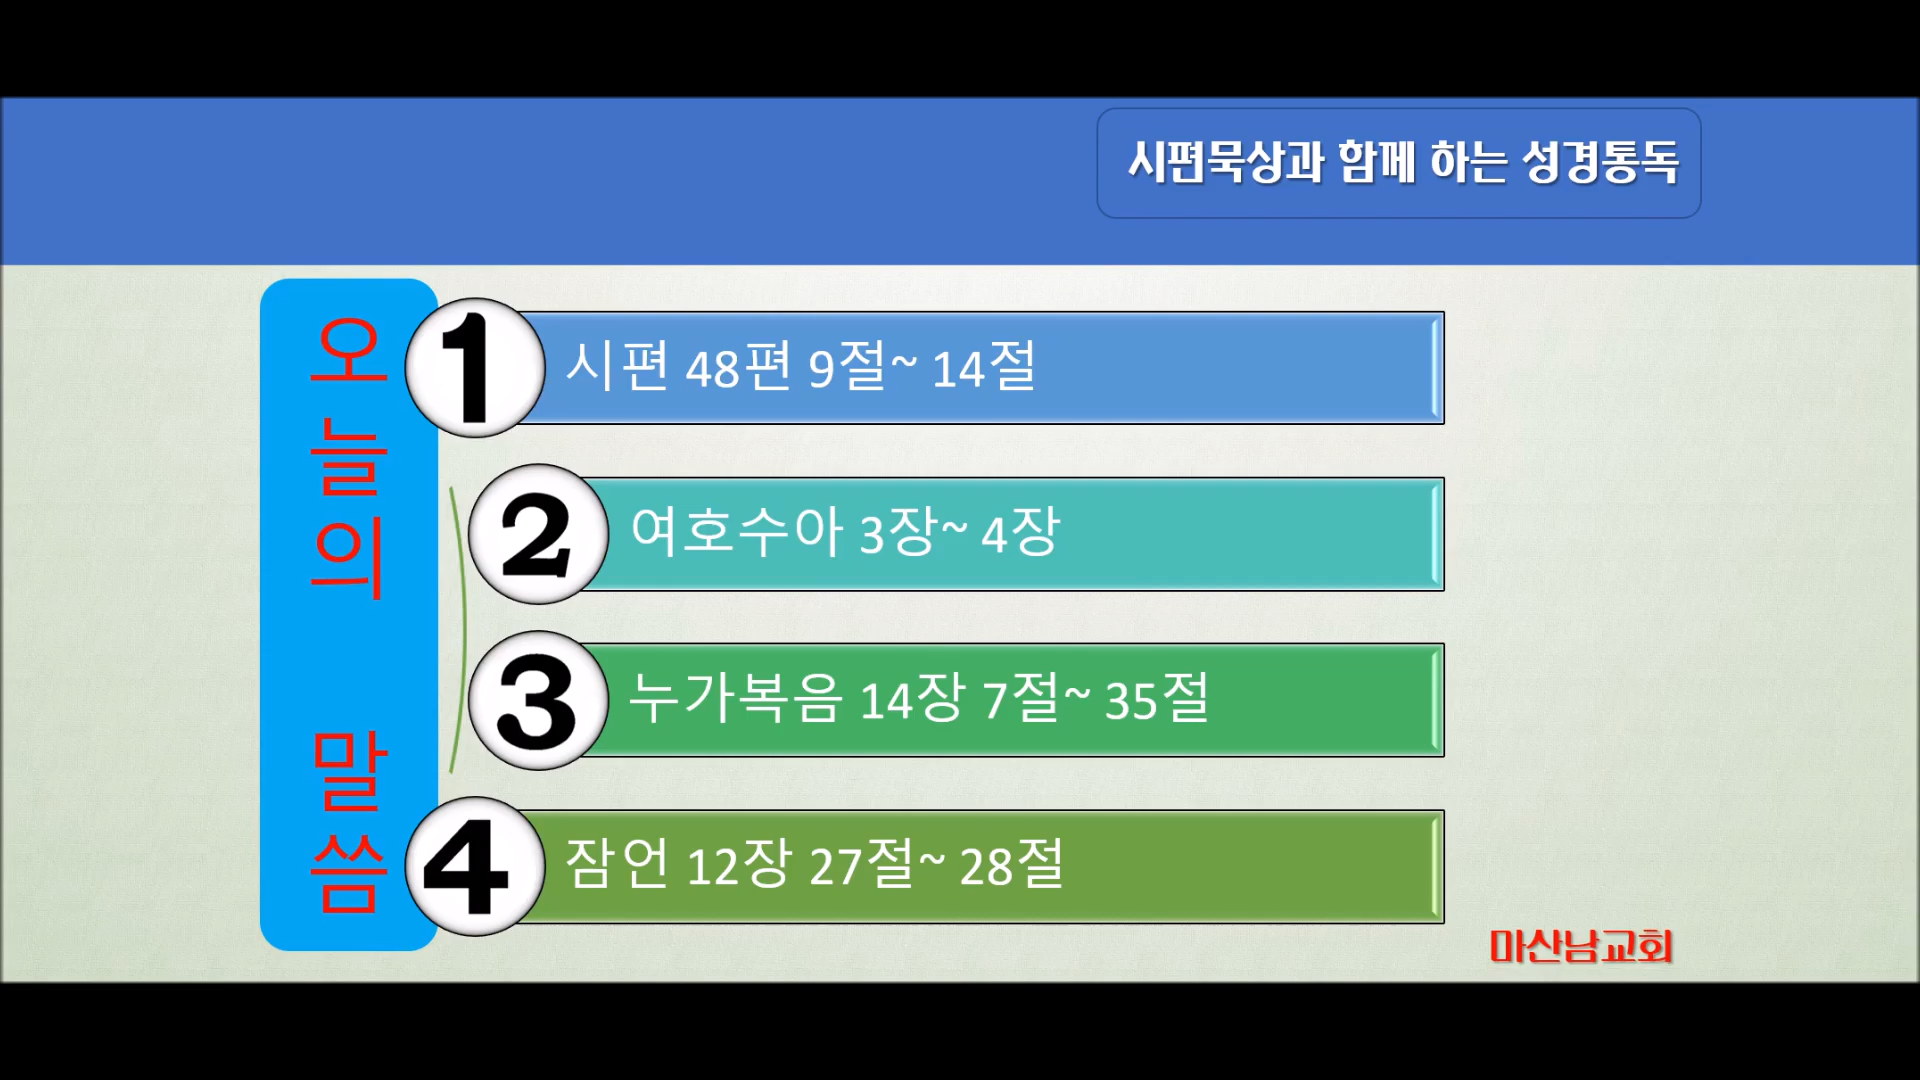 시편묵상과 함께 하는 성경통독
오늘의 말씀
1 시편 48편 9절~ 14절
2 여호수아 3장~ 4장
3 누가복음 14장 7절~ 35절
4 잠언 12장 27절~ 28절
마산남교회